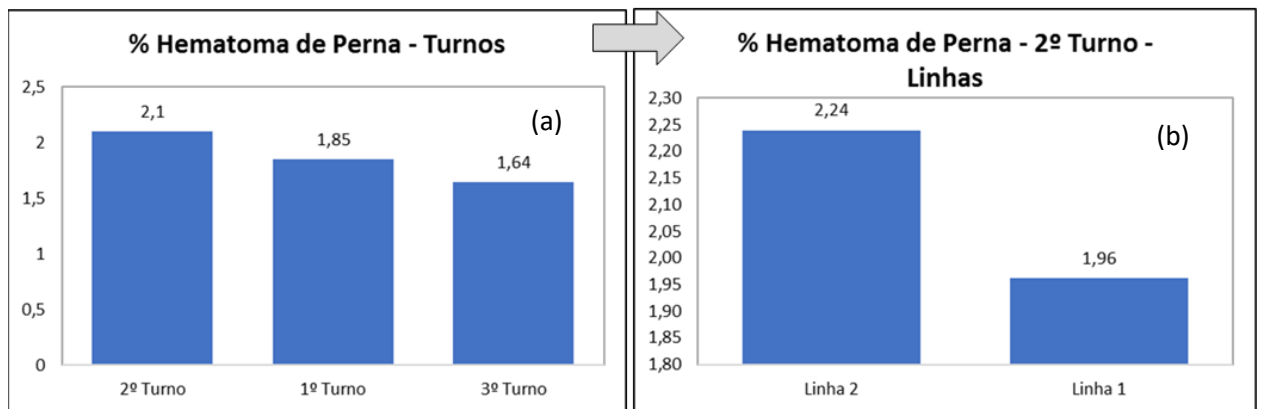 % Hematoma de Perna - Turnos
2,5
2
1,5
1
0,5
0
2,1
1,85
1,64
(a)
2º Turno
1º Turno
3º Turno
% Hematoma de Perna - 2º Turno -
Linhas
2,30
2,25
2,20
2,15
2,10
2,05
2,00
1,95
1,90
1,85
1,80
2,24
1,96
(b)
Linha 2
Linha 1